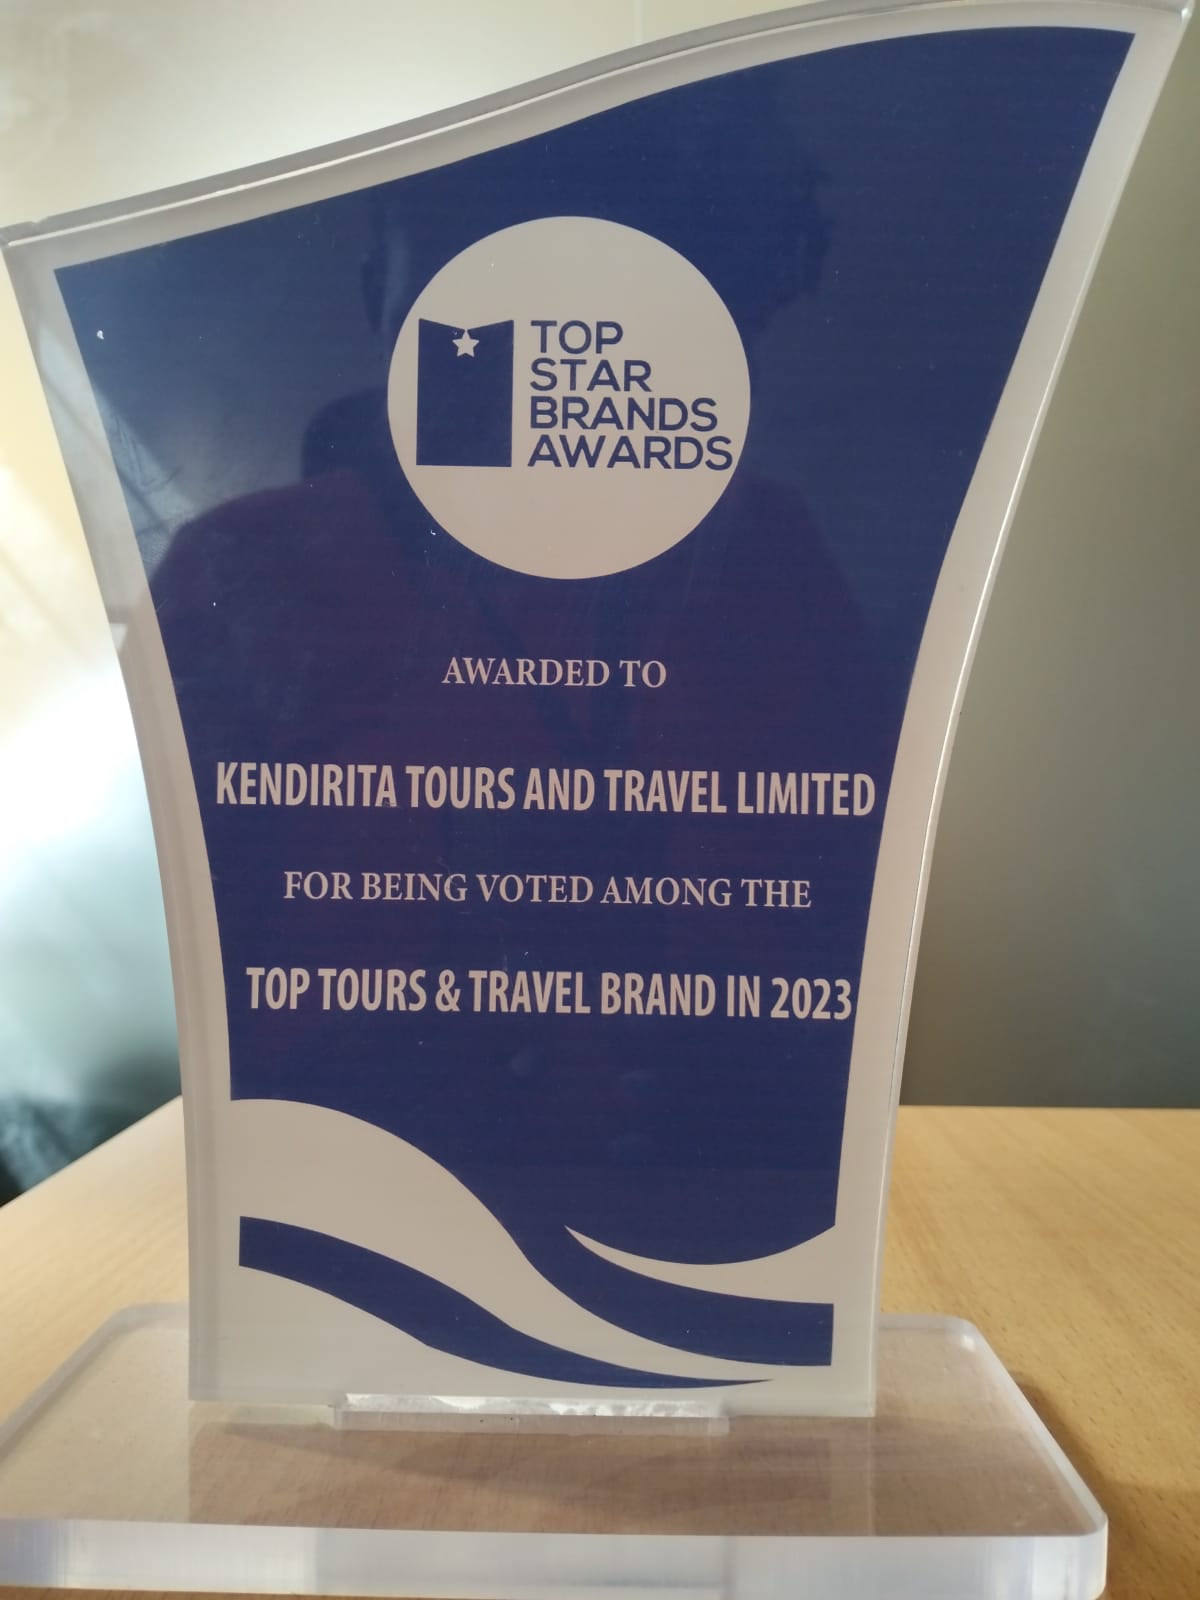 TOP
STAR
BRANDS
AWARDS
AWARDED TO
KENDIRITA TOURS AND TRAVEL LIMITED
FOR BEING VOTED AMONG THE
TOP TOURS & TRAVEL BRAND IN 2023